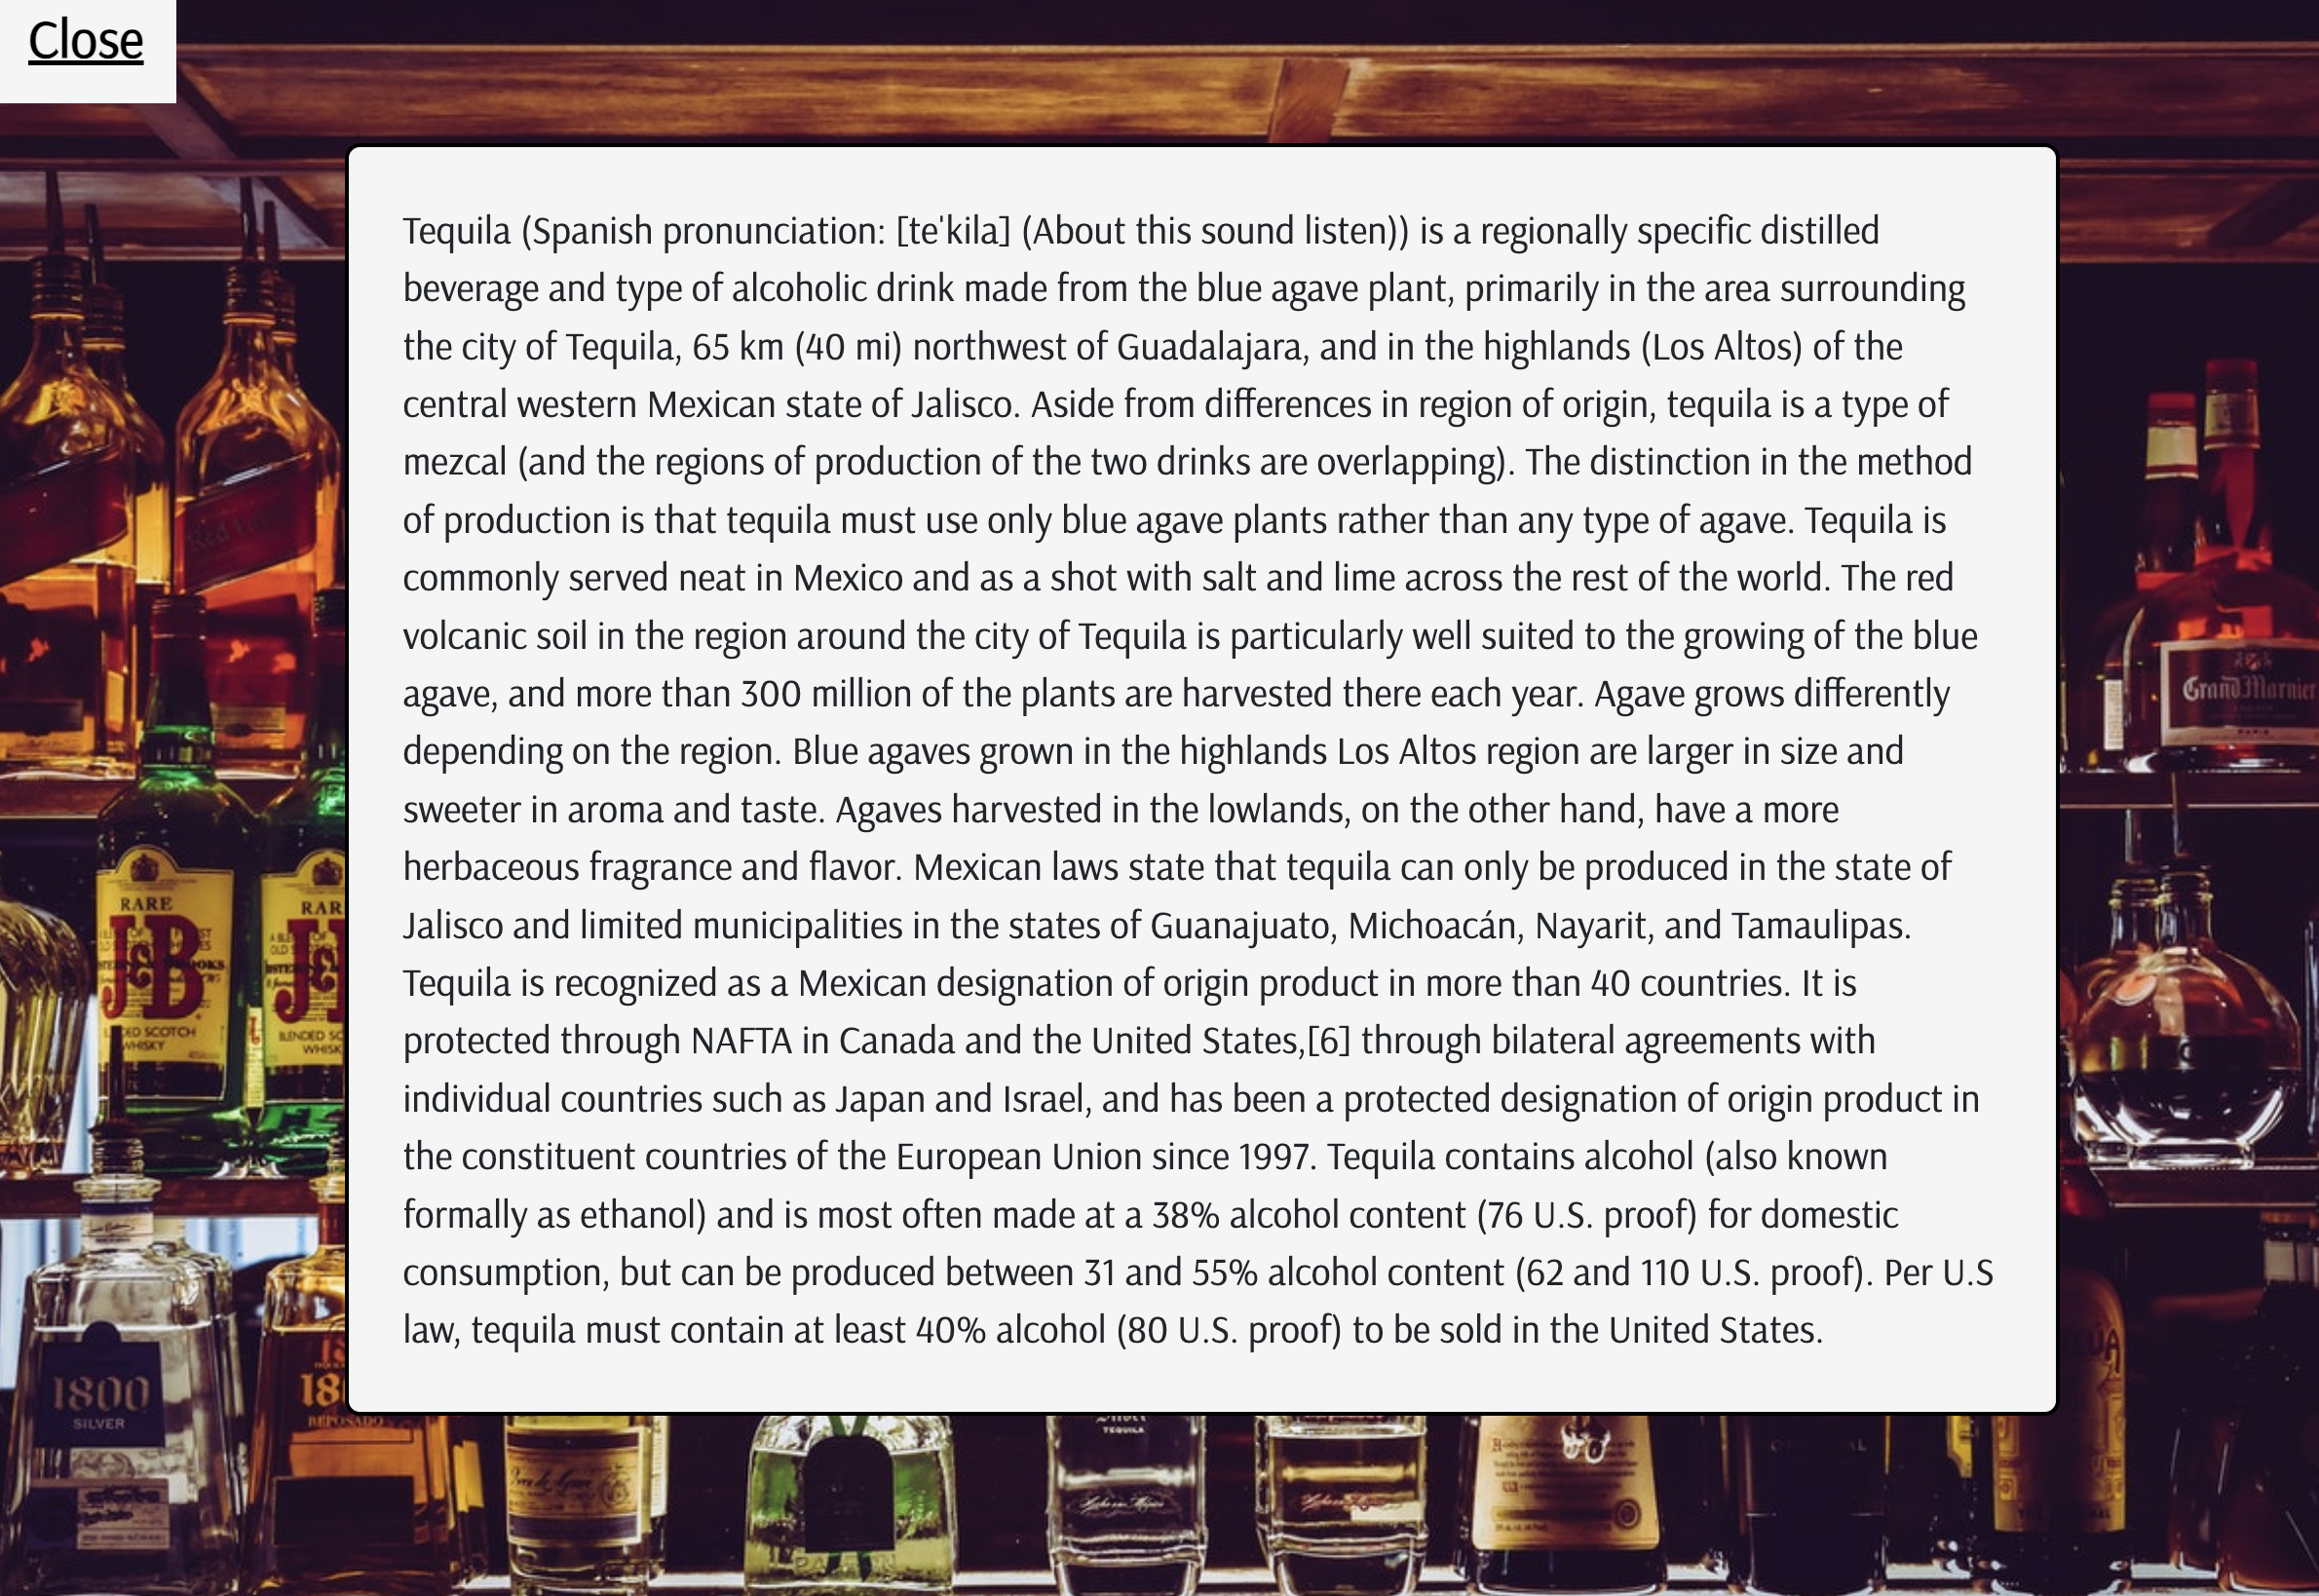 Close
Tequila (Spanish pronunciation: [teˈkila] (About this sound listen)) is a regionally specific distilled
beverage and type of alcoholic drink made from the blue agave plant, primarily in the area surrounding
the city of Tequila, 65 km (40 mi) northwest of Guadalajara, and in the highlands (Los Altos) of the
central western Mexican state of Jalisco. Aside from differences in region of origin, tequila is a type of
mezcal (and the regions of production of the two drinks are overlapping). The distinction in the method
of production is that tequila must use only blue agave plants rather than any type of agave. Tequila is
commonly served neat in Mexico and as a shot with salt and lime across the rest of the world. The red
volcanic soil in the region around the city of Tequila is particularly well suited to the growing of the blue
agave, and more than 300 million of the plants are harvested there each year. Agave grows differently
depending on the region. Blue agaves grown in the highlands Los Altos region are larger in size and
sweeter in aroma and taste. Agaves harvested in the lowlands, on the other hand, have a more
herbaceous fragrance and flavor. Mexican laws state that tequila can only be produced in the state of
Jalisco and limited municipalities in the states of Guanajuato, Michoacán, Nayarit, and Tamaulipas.
Tequila is recognized as a Mexican designation of origin product in more than 40 countries. It is
protected through NAFTA in Canada and the United States,[6] through bilateral agreements with
individual countries such as Japan and Israel, and has been a protected designation of origin product in
the constituent countries of the European Union since 1997. Tequila contains alcohol (also known
formally as ethanol) and is most often made at a 38% alcohol content (76 U.S. proof) for domestic
consumption, but can be produced between 31 and 55% alcohol content (62 and 110 U.S. proof). Per U.S
law, tequila must contain at least 40% alcohol (80 U.S. proof) to be sold in the United States.
Red
Grand Marnier
RARE
J&B
SCOTCH
WHISKY
RAR
BLENDED
WHISK
1800
SILVER
REPOSADO
TEQUILA